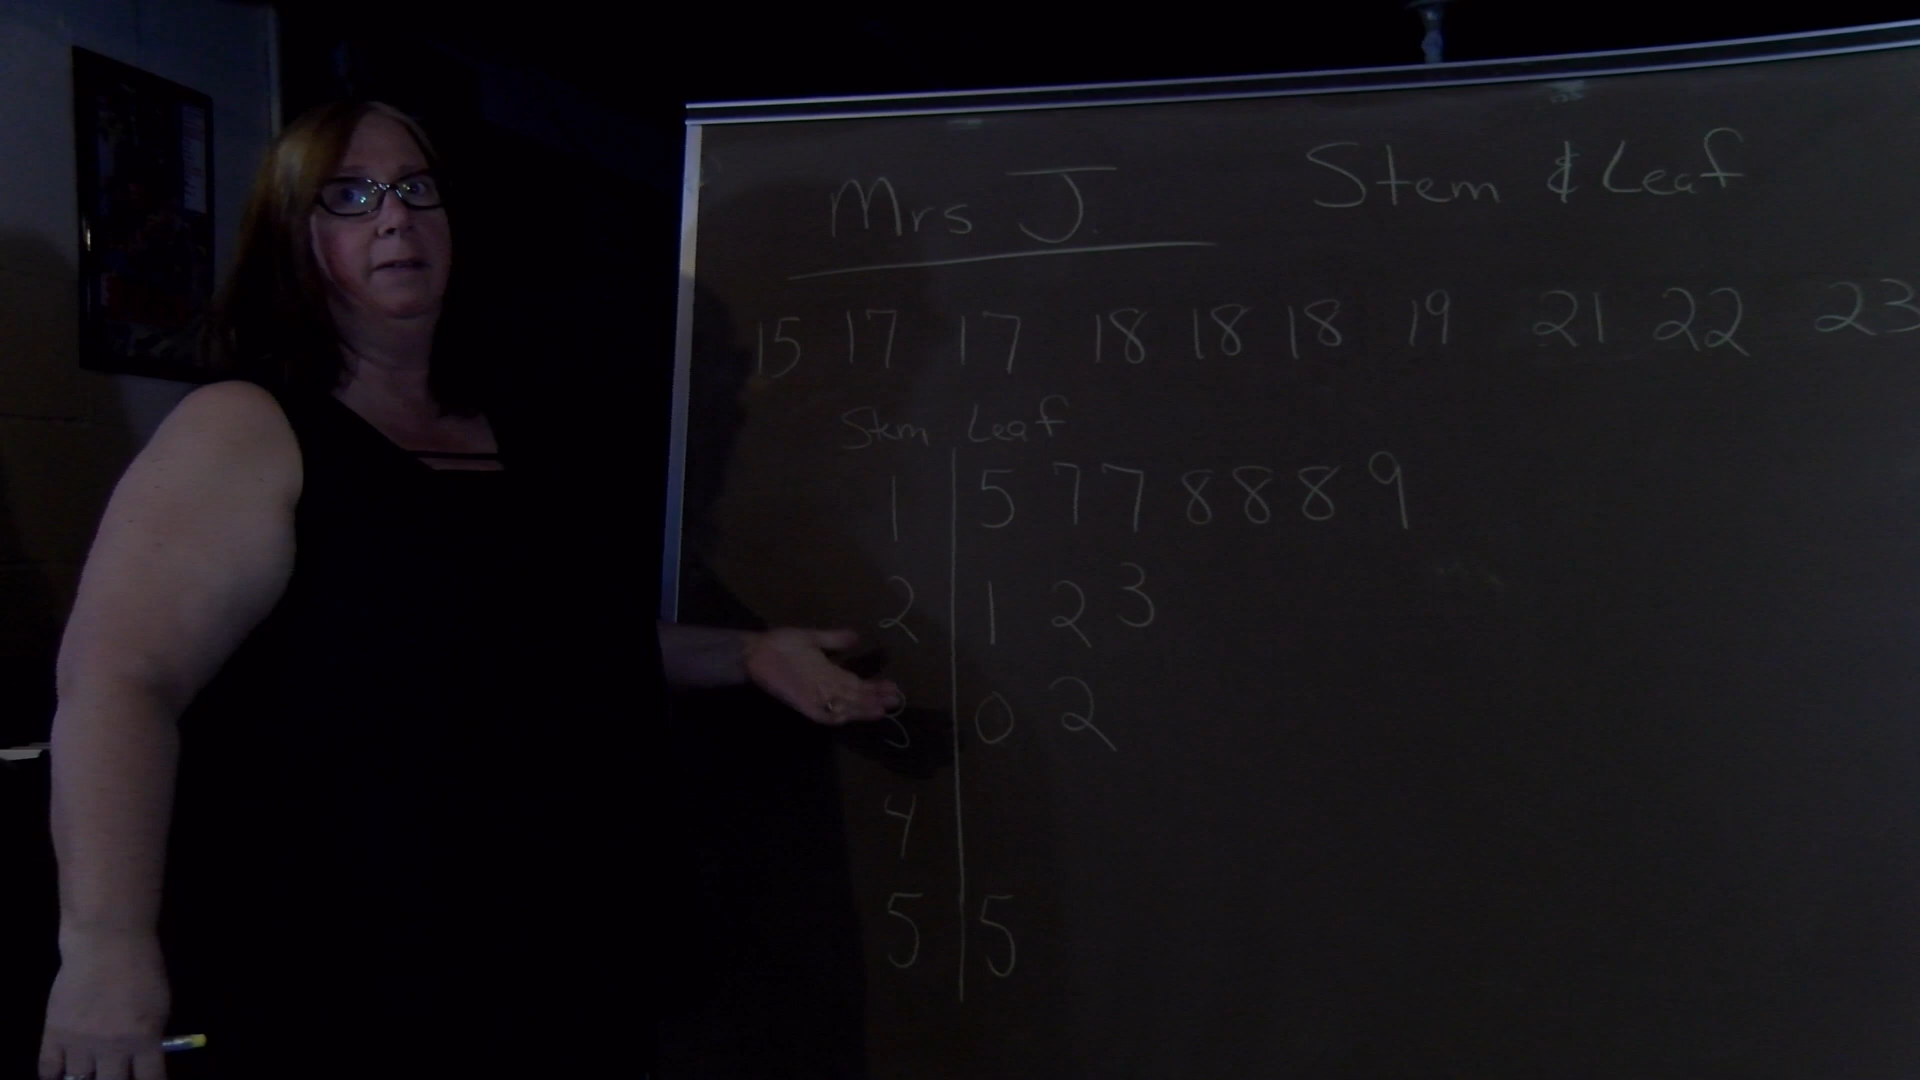 Mrs J.
Stem & Leaf
15 17 17 18 18 18 19 21 22 23
Stem Leaf
1 5 7 7 8 8 8 9
2 1 2 3
3 0 2
4
5 5